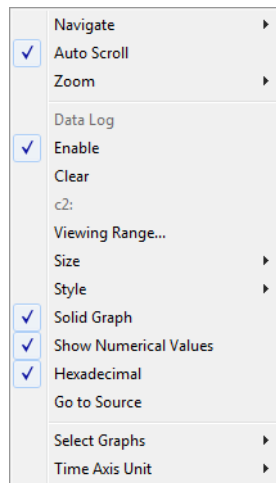 Navigate
Auto Scroll
Zoom
Data Log
Enable
Clear
c2:
Viewing Range...
Size
Style
Solid Graph
Show Numerical Values
Hexadecimal
Go to Source
Select Graphs
Time Axis Unit